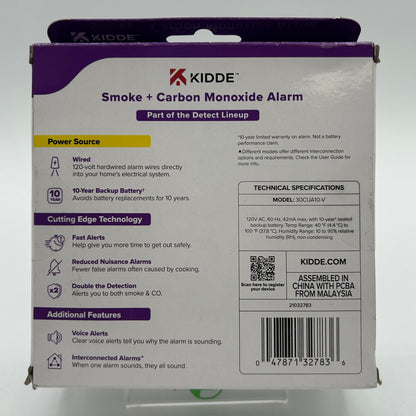 KIDDE™
Smoke + Carbon Monoxide Alarm
Part of the Detect Lineup
Power Source
Wired
120-volt hardwired alarm wires directly
into your home's electrical system.
10
YEAR
10-Year Backup Battery†
Avoids battery replacements for 10 years.
Cutting Edge Technology
Fast Alerts
Help give you more time to get out safely.
Reduced Nuisance Alarms
Fewer false alarms often caused by cooking.
x2
Double the Detection
Alerts you to both smoke & CO.
Additional Features
Voice Alerts
Clear voice alerts tell you why the alarm is sounding.
Interconnected Alarms▲
When one alarm sounds, they all sound.
†10-year limited warranty on alarm. Not a battery
performance claim.
▲Different models offer different interconnection
options and requirements. Check the User Guide for
more info.
TECHNICAL SPECIFICATIONS
MODEL: 30CUA10-V
120V AC, 60 Hz, 42mA max, with 10-year† sealed
backup battery. Temp Range: 40 °F (4.4 °C) to
100 °F (37.8 °C), Humidity Range: 10 to 95% relative
humidity (RH), non-condensing
Scan here to register
your device
KIDDE.COM
ASSEMBLED IN
CHINA WITH PCBA
FROM MALAYSIA
21032783
0 47871 32783 6